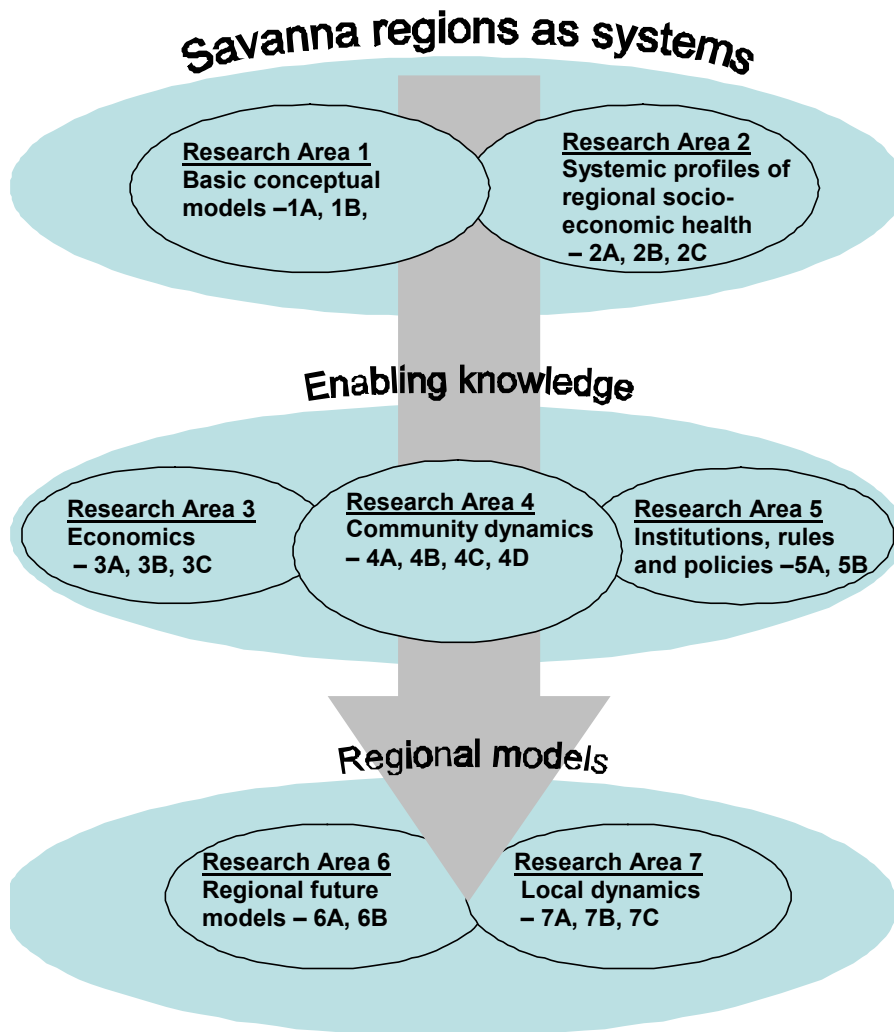 Savanna regions as systems
Research Area 1
Basic conceptual
models –1A, 1B,
Research Area 2
Systemic profiles of
regional socio-
economic health
– 2A, 2B, 2C
Enabling knowledge
Research Area 3
Economics
– 3A, 3B, 3C
Research Area 4
Community dynamics
– 4A, 4B, 4C, 4D
Research Area 5
Institutions, rules
and policies –5A, 5B
Regional models
Research Area 6
Regional future
models – 6A, 6B
Research Area 7
Local dynamics
– 7A, 7B, 7C